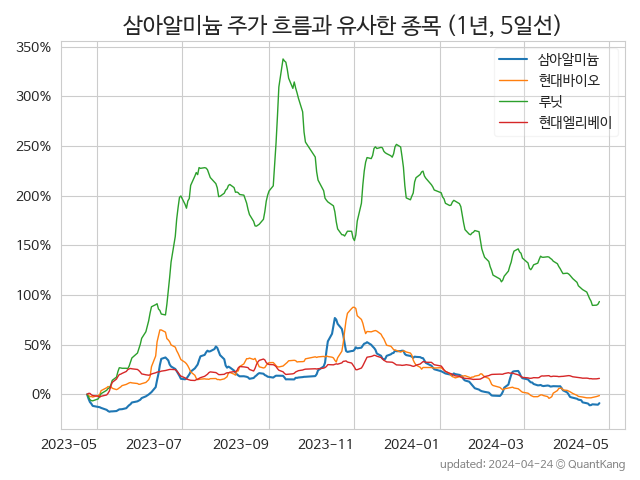 삼아알미늄 주가 흐름과 유사한 종목 (1년, 5일선)
350%
300%
250%
200%
150%
100%
50%
0%
삼아알미늄
현대바이오
루닛
현대엘리베이
2023-05
2023-07
2023-09
2023-11
2024-01
2024-03
2024-05
updated: 2024-04-24 © QuantKang